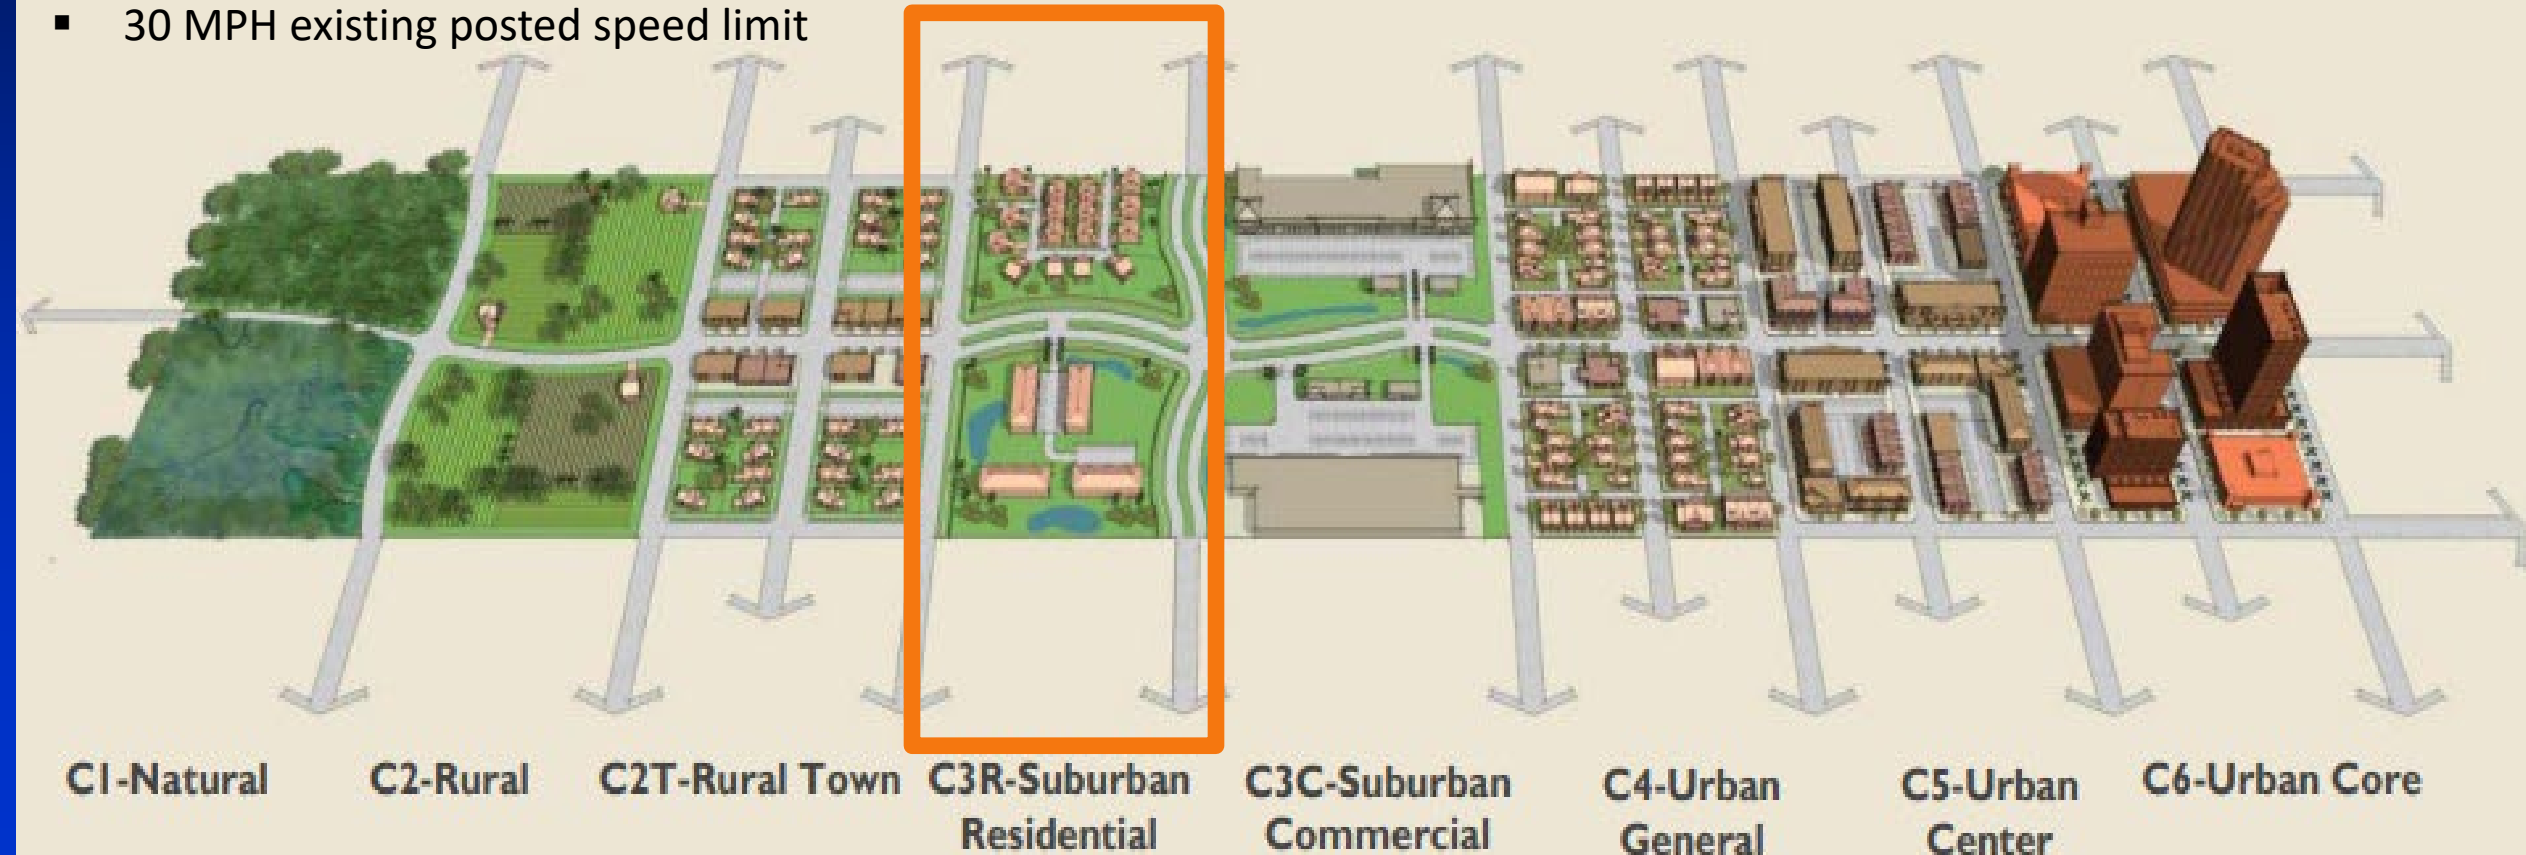 ▪ 30 MPH existing posted speed limit
C1-Natural
C2-Rural
C2T-Rural Town
C3R-Suburban
Residential
C3C-Suburban
Commercial
C4-Urban
General
C5-Urban
Center
C6-Urban Core